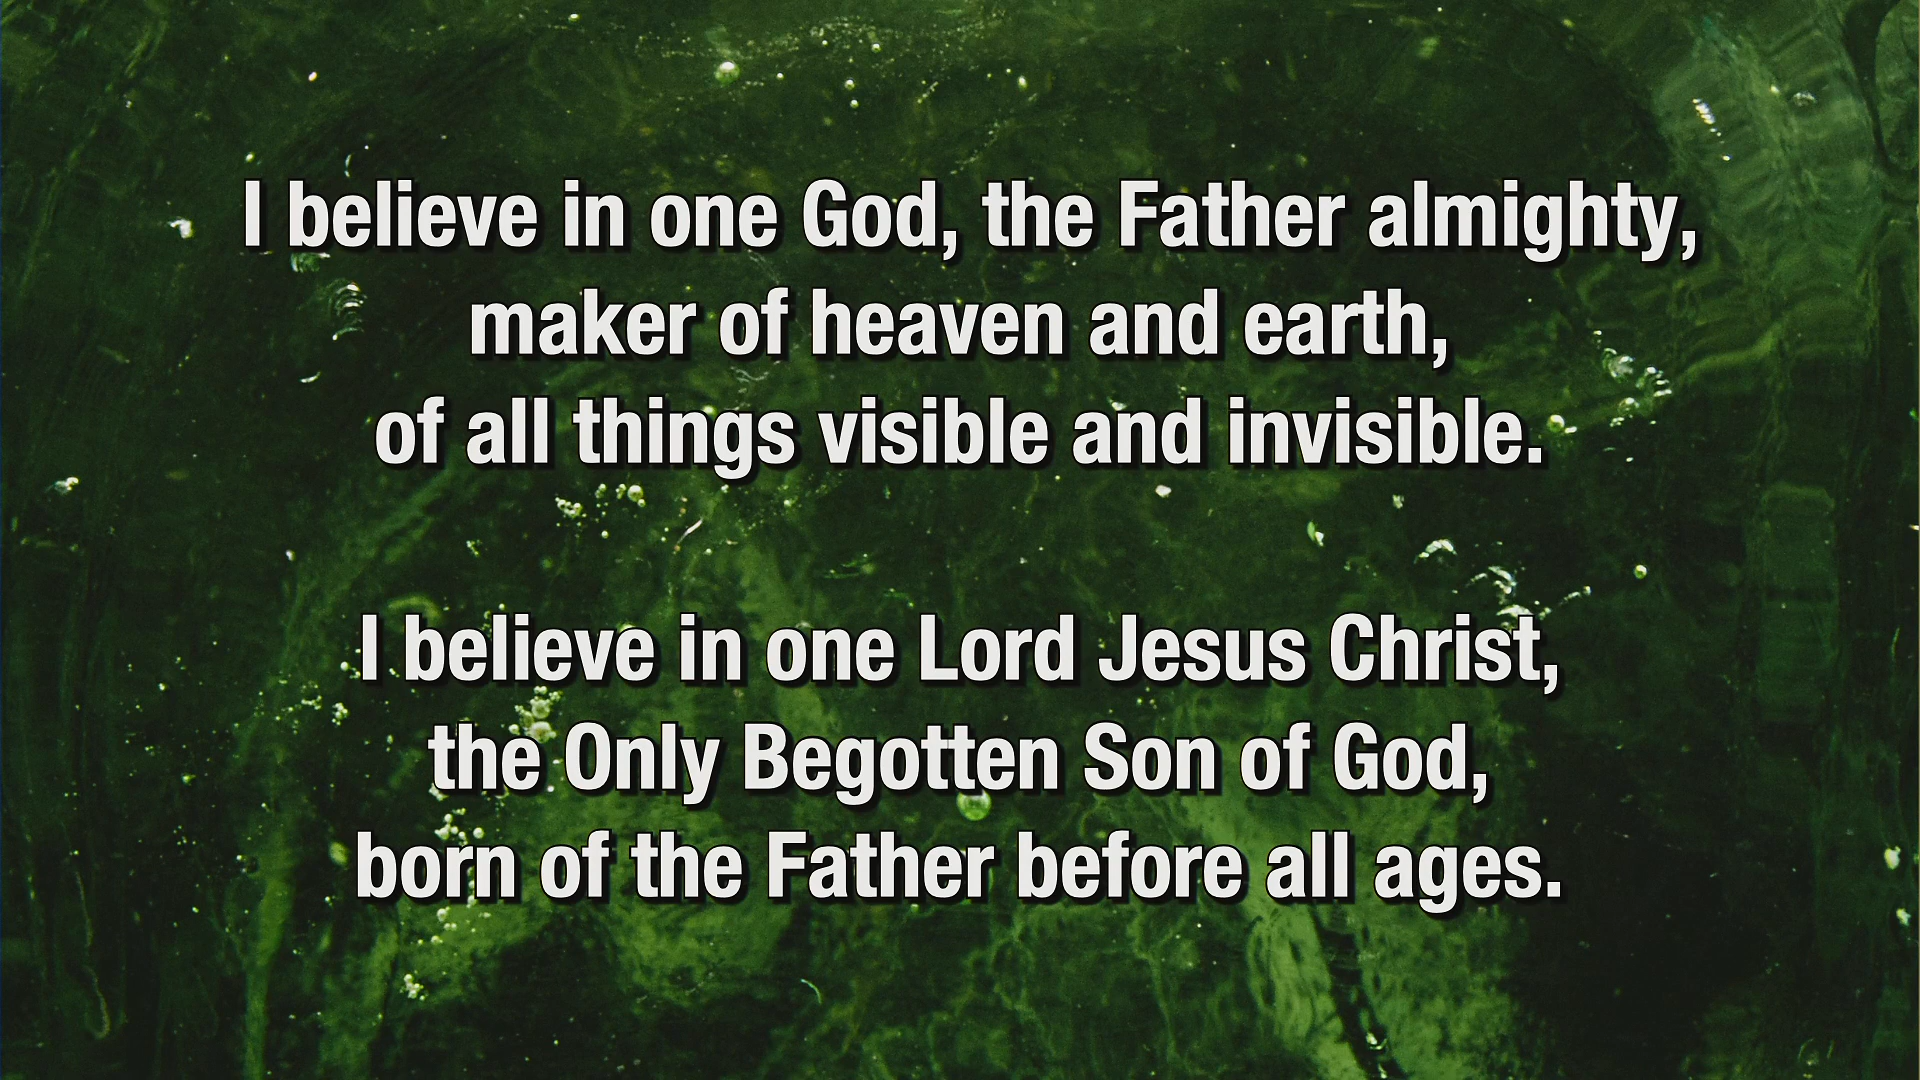 I believe in one God, the Father almighty,
maker of heaven and earth,
of all things visible and invisible.
I believe in one Lord Jesus Christ,
the Only Begotten Son of God,
born of the Father before all ages.